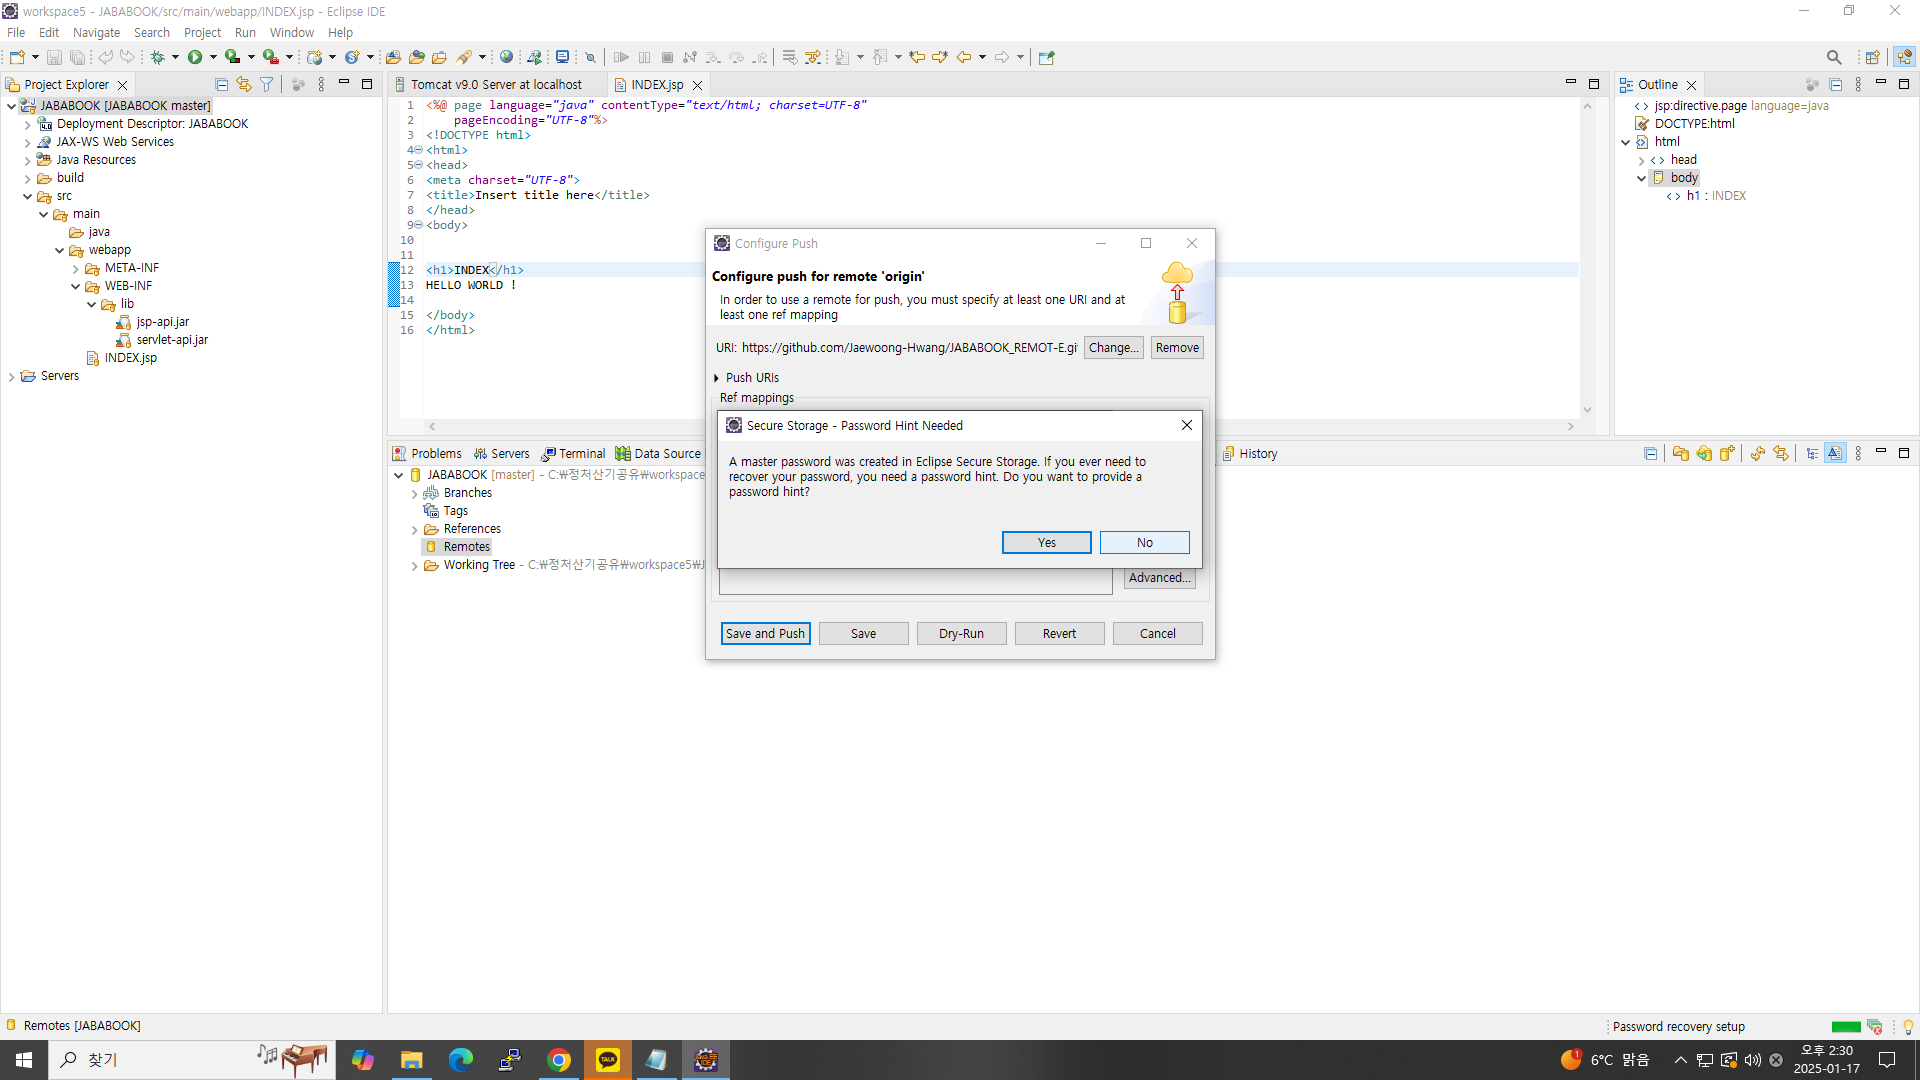 workspace5 - JABABOOK/src/main/webapp/INDEX.jsp - Eclipse IDE
File Edit Navigate Search Project Run Window Help
Project Explorer
JABABOOK [JABABOOK master]
Deployment Descriptor: JABABOOK
JAX-WS Web Services
Java Resources
build
src
main
java
webapp
META-INF
WEB-INF
lib
jsp-api.jar
servlet-api.jar
INDEX.jsp
Servers
Tomcat v9.0 Server at localhost
INDEX.jsp
1 <%@ page language="java" contentType="text/html; charset=UTF-8"
2 pageEncoding="UTF-8"%>
3 <!DOCTYPE html>
4 <html>
5 <head>
6 <meta charset="UTF-8">
7 <title>Insert title here</title>
8 </head>
9 <body>
10
11
12 <h1>INDEX</h1>
13 HELLO WORLD !
14
15 </body>
16 </html>
Outline
jsp:directive.page language=java
DOCTYPE:html
html
head
body
h1 : INDEX
Configure Push
Configure push for remote 'origin'
In order to use a remote for push, you must specify at least one URI and at
least one ref mapping
URI: https://github.com/Jaewoong-Hwang/JABABOOK_REMOT-E.gi
Change...
Remove
Push URIs
Ref mappings
Secure Storage - Password Hint Needed
A master password was created in Eclipse Secure Storage. If you ever need to
recover your password, you need a password hint. Do you want to provide a
password hint?
Yes
No
Advanced...
Save and Push
Save
Dry-Run
Revert
Cancel
Problems Servers Terminal Data Source
History
JABABOOK [master] - C:\정처산기공유\workspace
Branches
Tags
References
Remotes
Working Tree - C:\정처산기공유\workspace5\J
Remotes [JABABOOK]
Password recovery setup
찾기
TALK
1
6°C 맑음
오후 2:30
2025-01-17